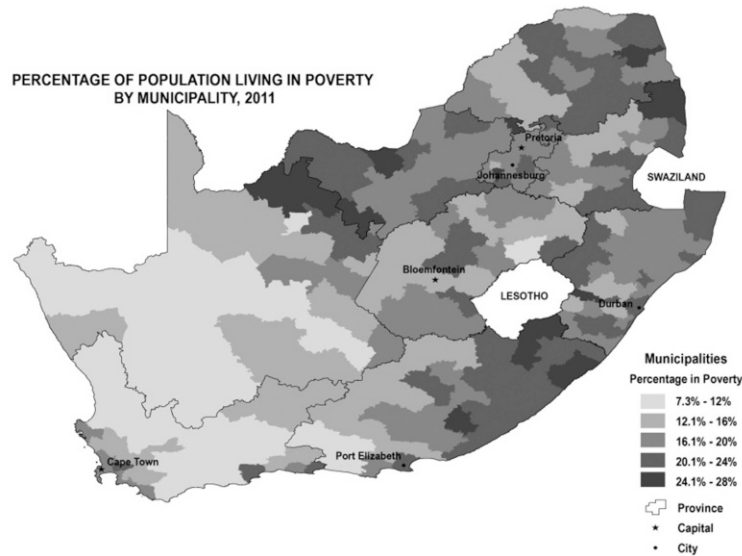 PERCENTAGE OF POPULATION LIVING IN POVERTY
BY MUNICIPALITY, 2011
Pretoria
Johannesburg
SWAZILAND
Bloemfontein
LESOTHO
Durban
Port Elizabeth
Cape Town
Municipalities
Percentage in Poverty
7.3% - 12%
12.1% - 16%
16.1% - 20%
20.1% - 24%
24.1% - 28%
Province
Capital
City